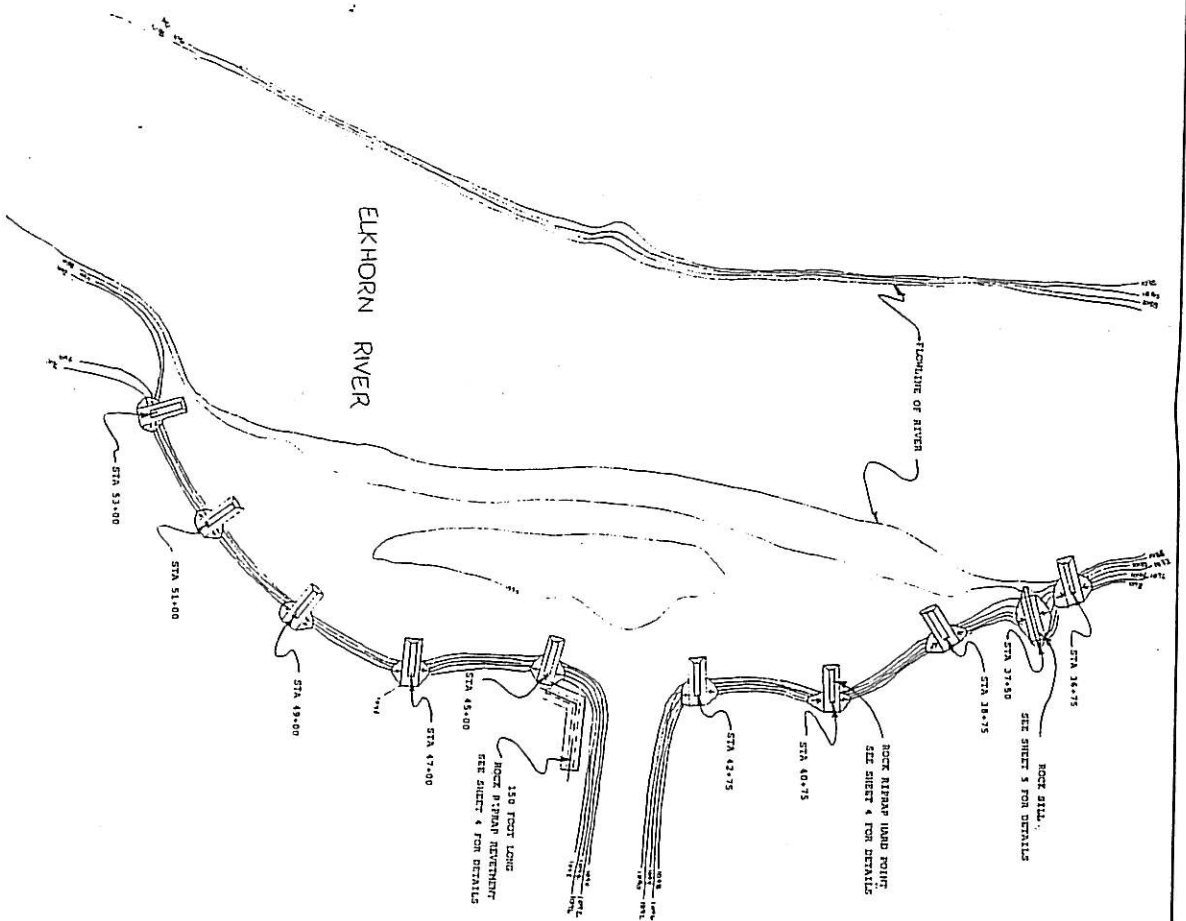 ELKHORN RIVER
FLOWLINE OF RIVER
STA 36+75
ROCK SILL
SEE SHEET 5 FOR DETAILS
STA 37+50
STA 38+75
ROCK RIPRAP HARD POINT
SEE SHEET 4 FOR DETAILS
STA 40+75
STA 42+75
150 FOOT LONG
ROCK RIPRAP REVETMENT
SEE SHEET 4 FOR DETAILS
STA 45+00
STA 47+00
STA 49+00
STA 51+00
STA 53+00